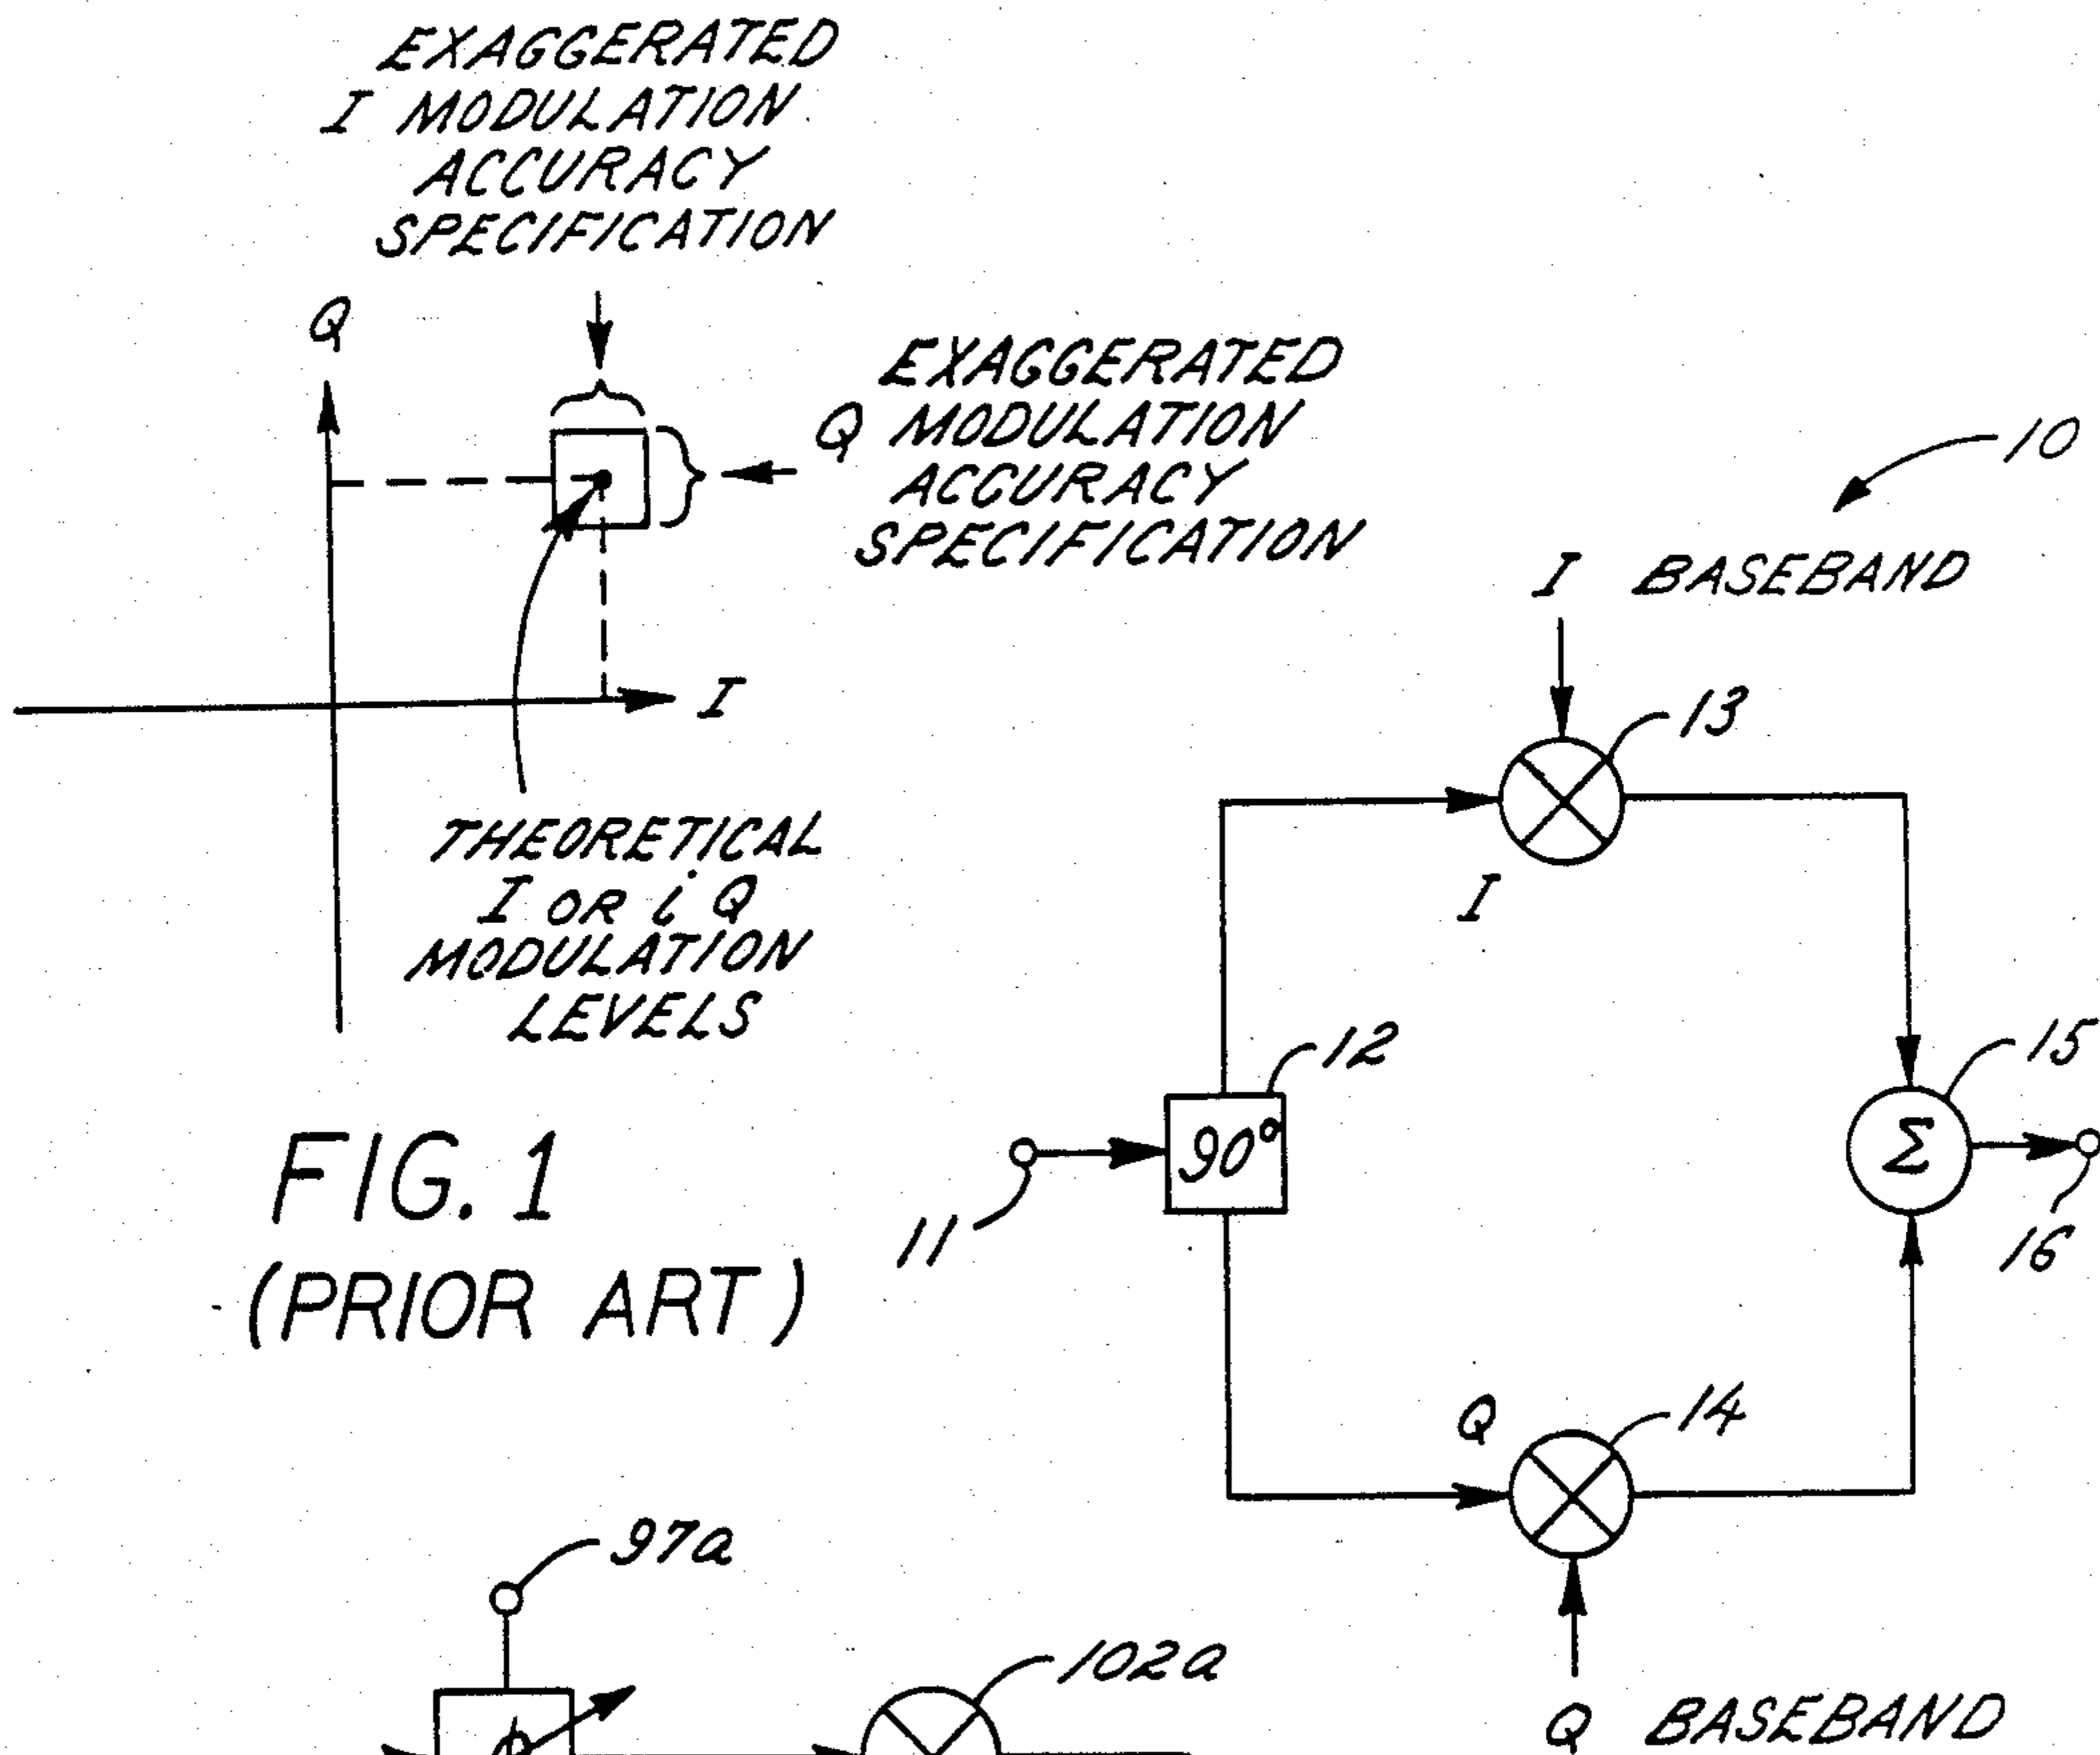 EXAGGERATED
I MODULATION
ACCURACY
SPECIFICATION
Q
EXAGGERATED
Q MODULATION
ACCURACY
SPECIFICATION
I
THEORETICAL
I OR i Q
MODULATION
LEVELS
FIG. 1
(PRIOR ART)
10
I BASEBAND
13
I
12
90°
11
15
Σ
16
Q
14
Q BASEBAND
97a
ϕ
102a